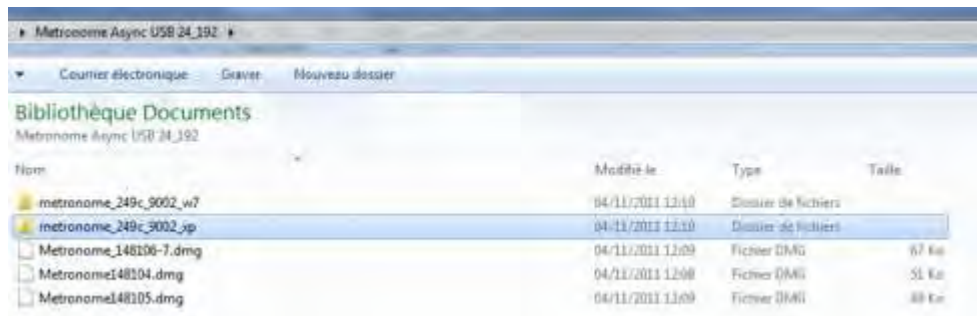 Metronome Async USB 24_192
Courrier électronique Graver Nouveau dossier
Bibliothèque Documents
Metronome Async USB 24_192
Nom Modifié le Type Taille
metronome_249c_9002_w7 04/11/2011 12:10 Dossier de fichiers
metronome_249c_9002_xp 04/11/2011 12:10 Dossier de fichiers
Metronome_148106-7.dmg 04/11/2011 12:09 Fichier DMG 67 Ko
Metronome148104.dmg 04/11/2011 12:08 Fichier DMG 51 Ko
Metronome148105.dmg 04/11/2011 12:09 Fichier DMG Ko